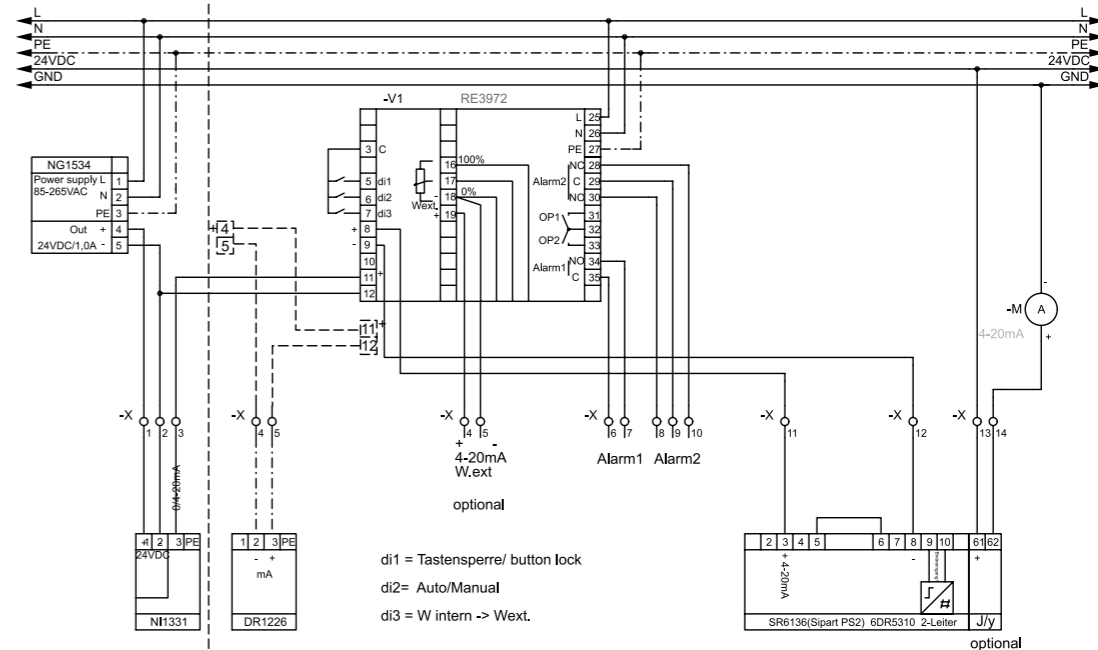 L L
N N
PE PE
24VDC 24VDC
GND GND
-V1 RE3972
L 25
N 26
3 C PE 27
16 100% NC 28
NG1534
Power supply L 1 5 di1 17 Alarm2 C 29
85-265VAC
N 2 6 di2 18 0% - NO 30
Wext.
PE 3 7 di3 + 19 OP1 31
Out + 4 +4 + 8 32
24VDC/1,0A - 5 5 - 9 OP2 33
10 NO 34
11 + Alarm1 C 35
12
-M A -
4-20mA
+
11 +
12
-X -X -X -X -X -X
1 2 3 4 5 4 5 6 7 8 9 10 11 12 13 14
+ -
4-20mA Alarm1 Alarm2
W.ext
0/4-20mA
optional
+1 2 3 PE 1 2 3 PE 2 3 4 5 6 7 8 9 10 61 62
24VDC - + + 4-20mA - +
mA
di1 = Tastensperre/ button lock
di2= Auto/Manual
di3 = W intern -> Wext.
NI1331 DR1226 SR6136(Sipart PS2) 6DR5310 2-Leiter J/y
optional